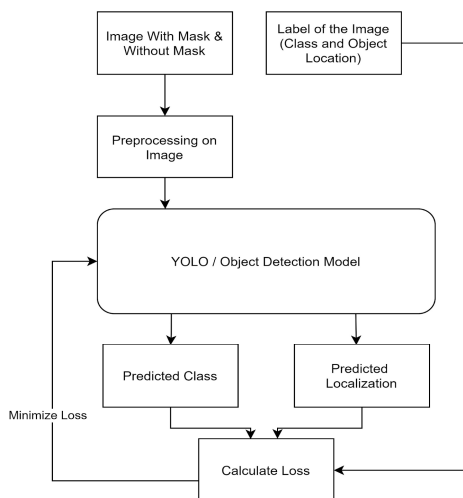 Image With Mask &
Without Mask
Label of the Image
(Class and Object
Location)
Preprocessing on
Image
YOLO / Object Detection Model
Predicted Class
Predicted
Localization
Minimize Loss
Calculate Loss